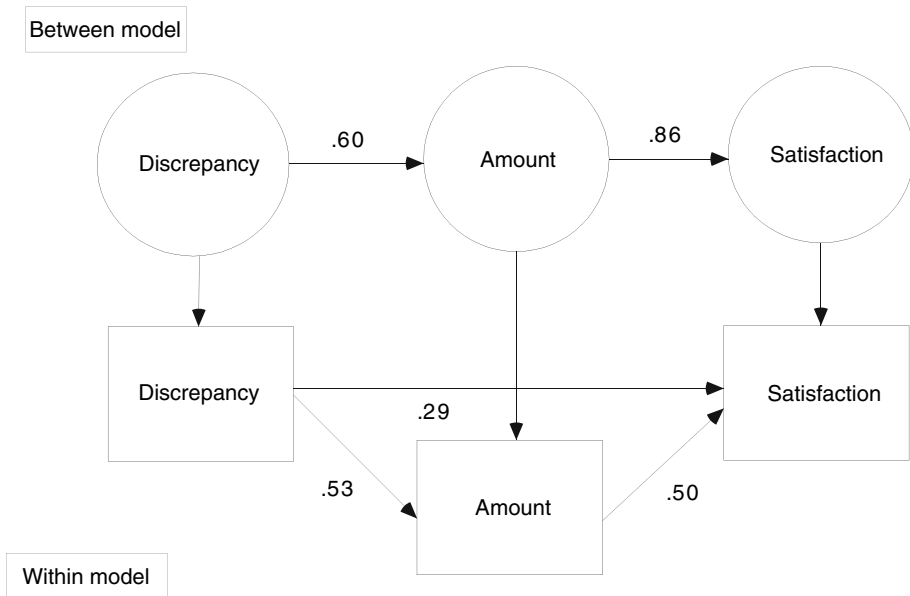 Between model
.60
.86
Discrepancy
Amount
Satisfaction
Discrepancy
Satisfaction
.29
.53
.50
Amount
Within model